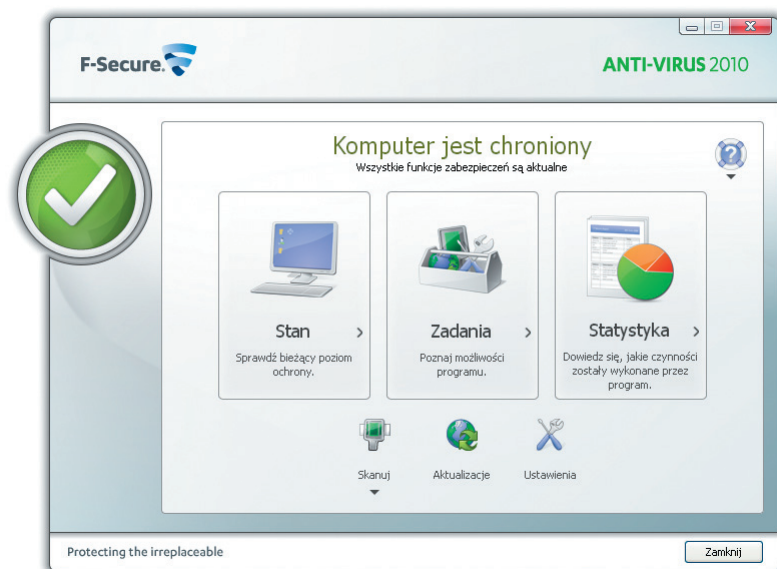 F-Secure.
ANTI-VIRUS 2010
Komputer jest chroniony
Wszystkie funkcje zabezpieczeń są aktualne
Stan
Sprawdź bieżący poziom
ochrony.
Zadania
Poznaj możliwości
programu.
Statystyka
Dowiedz się, jakie czynności
zostały wykonane przez
program.
Skanuj
Aktualizacje
Ustawienia
Protecting the irreplaceable
Zamknij